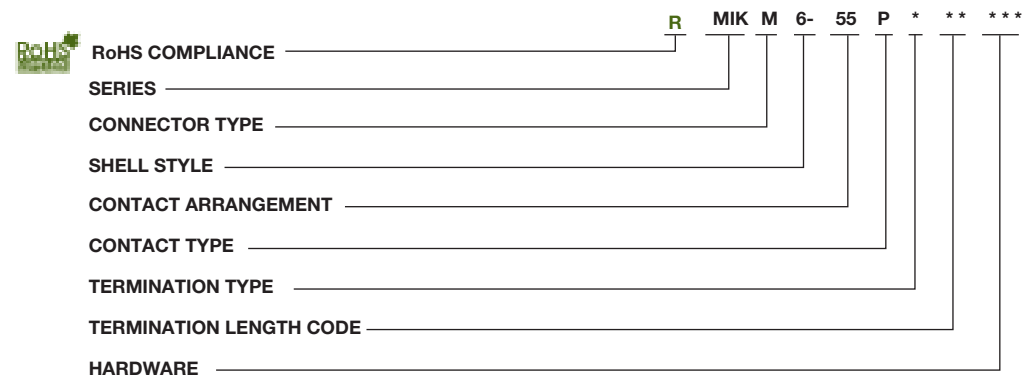 R MIK M 6- 55 P * ** ***
RoHS
RoHS COMPLIANCE
SERIES
CONNECTOR TYPE
SHELL STYLE
CONTACT ARRANGEMENT
CONTACT TYPE
TERMINATION TYPE
TERMINATION LENGTH CODE
HARDWARE